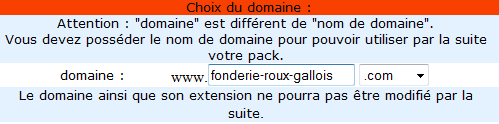 Choix du domaine :
Attention : "domaine" est différent de "nom de domaine".
Vous devez posséder le nom de domaine pour pouvoir utiliser par la suite
votre pack.
domaine : www. fonderie-roux-gallois .com
Le domaine ainsi que son extension ne pourra pas être modifié par la
suite.